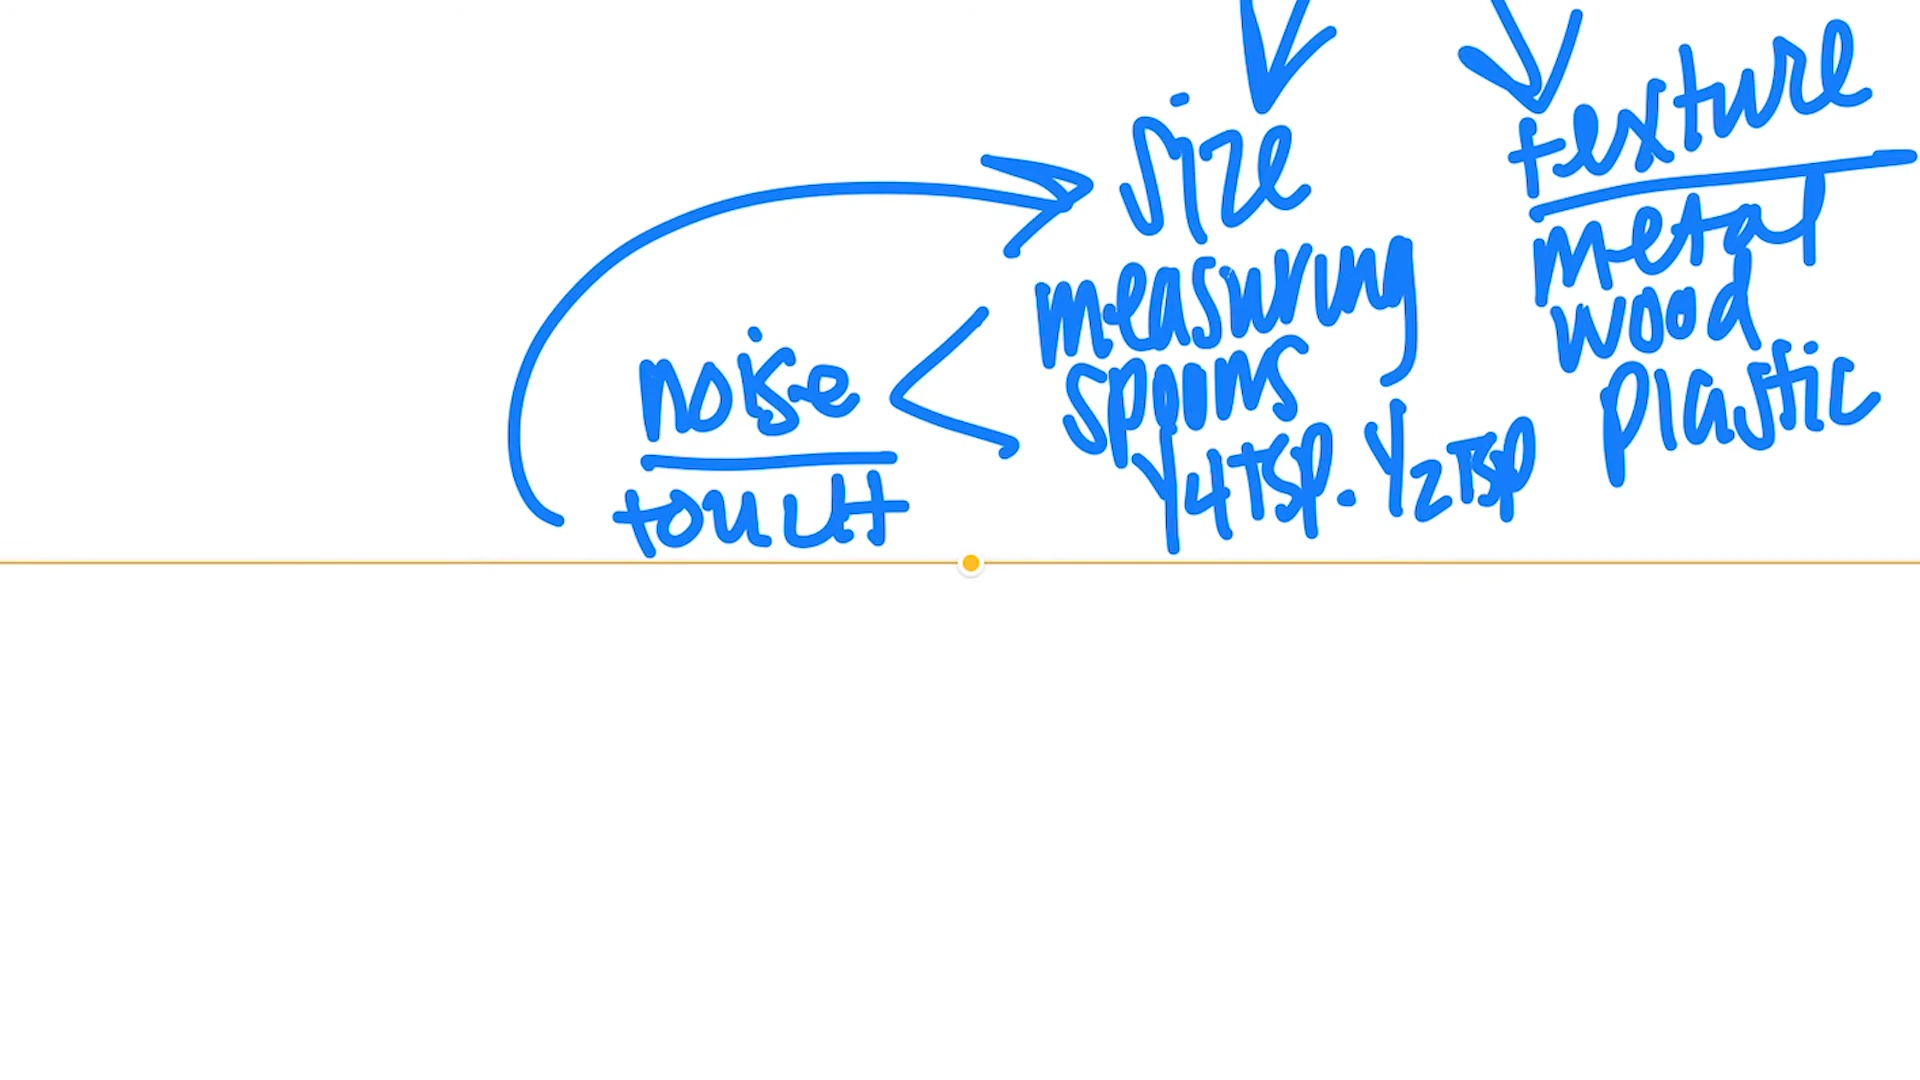 size
measuring
spoons
1/4 TSP. 1/2 TSP
texture
metal
wood
plastic
noise
touch